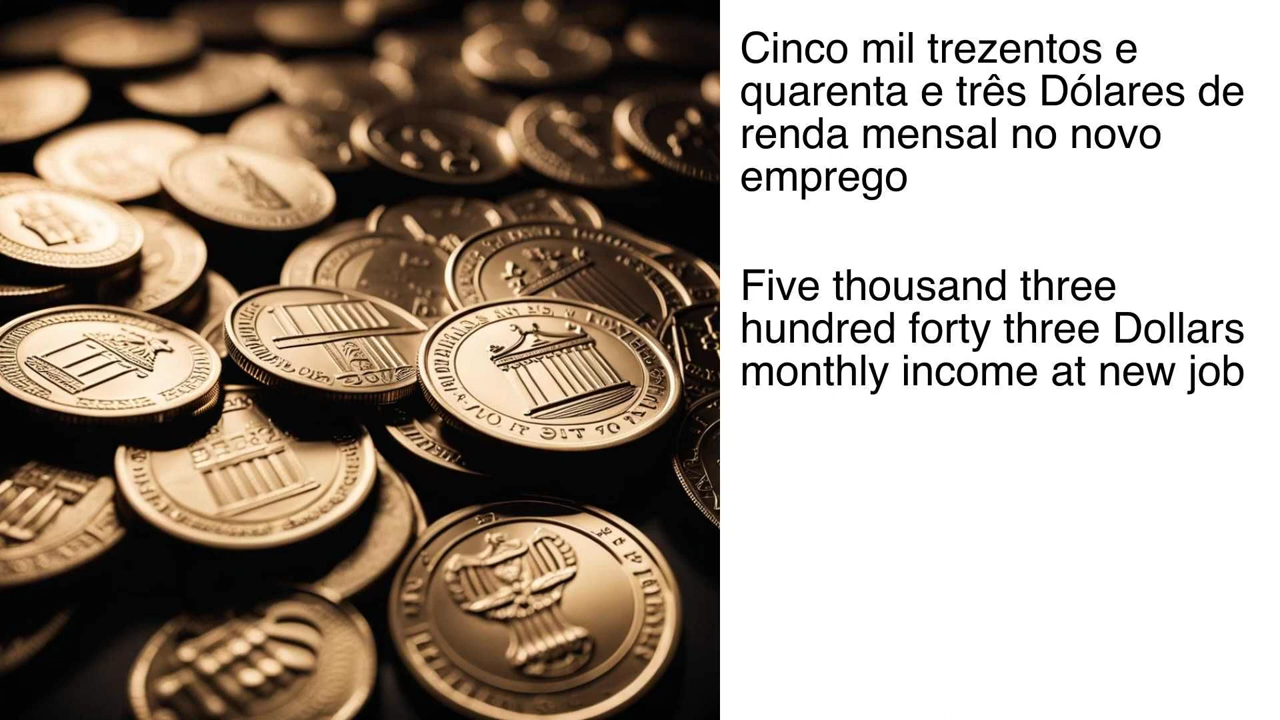 Cinco mil trezentos e
quarenta e três Dólares de
renda mensal no novo
emprego
Five thousand three
hundred forty three Dollars
monthly income at new job